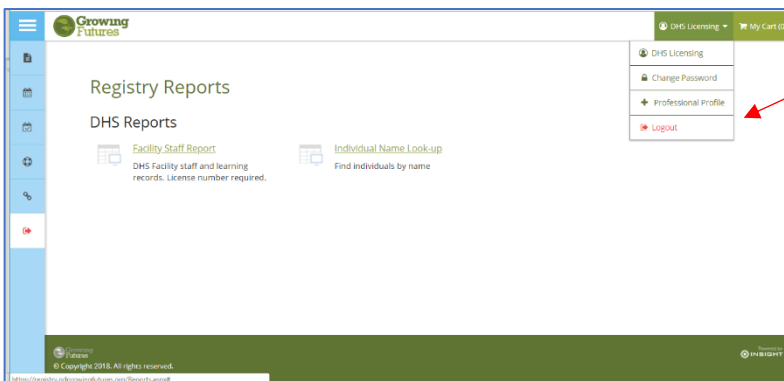 Growing
Futures
DHS Licensing
My Cart (0
DHS Licensing
Change Password
Professional Profile
Logout
Registry Reports
DHS Reports
Facility Staff Report
DHS Facility staff and learning
records. License number required.
Individual Name Look-up
Find individuals by name
Growing
Futures
© Copyright 2018. All rights reserved.
Powered by
INSIGHT